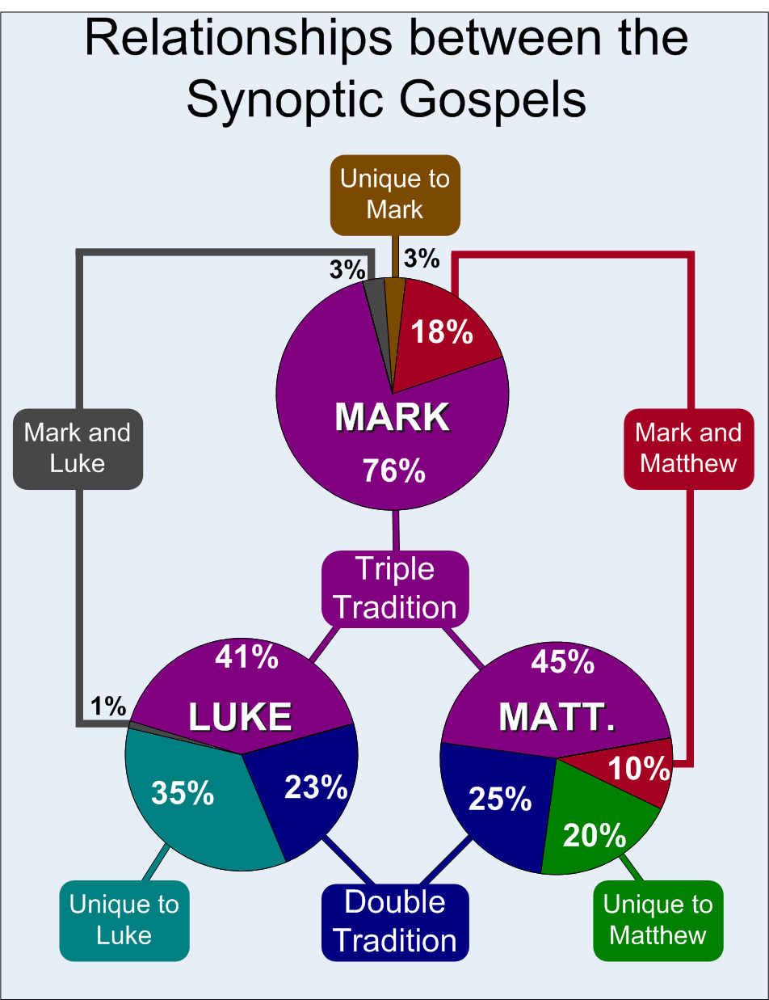 Relationships between the
Synoptic Gospels
Unique to
Mark
3%
3%
18%
MARK
76%
Mark and
Luke
Mark and
Matthew
Triple
Tradition
41%
LUKE
1%
35%
23%
45%
MATT.
10%
25%
20%
Unique to
Luke
Double
Tradition
Unique to
Matthew